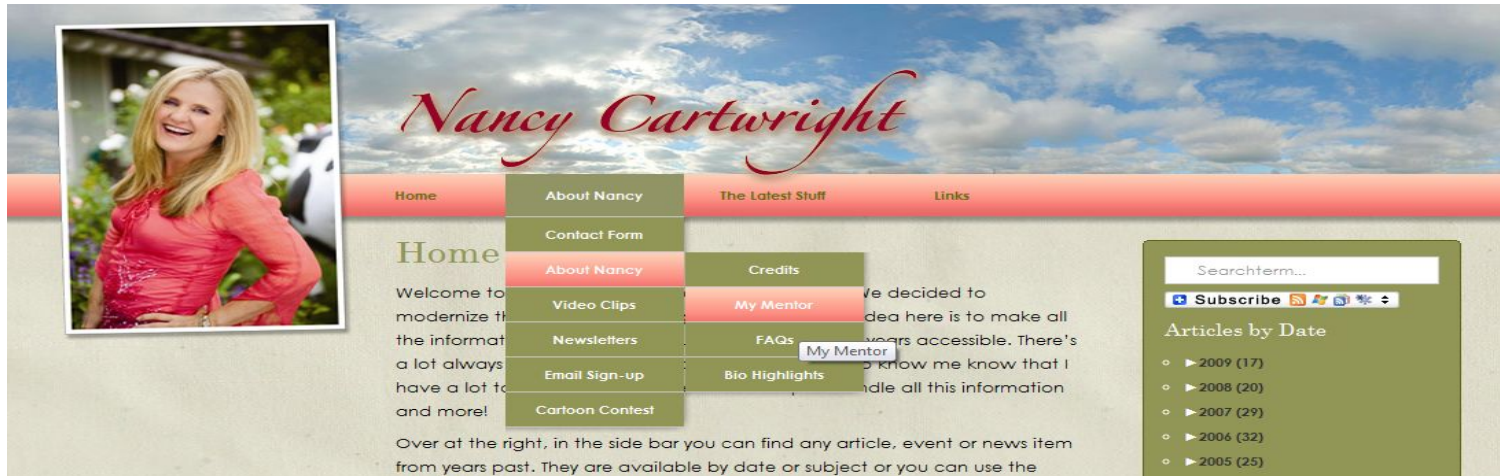 Nancy Cartwright
Home
About Nancy
The Latest Stuff
Links
Contact Form
About Nancy
Video Clips
Newsletters
Email Sign-up
Cartoon Contest
Credits
My Mentor
FAQs
Bio Highlights
My Mentor
Home
Welcome to We decided to
modernize dea here is to make all
the informat years accessible. There's
a lot always know me know that I
have a lot to ndle all this information
and more!
Over at the right, in the side bar you can find any article, event or news item
from years past. They are available by date or subject or you can use the
Searchterm...
Subscribe
Articles by Date
2009 (17)
2008 (20)
2007 (29)
2006 (32)
2005 (25)